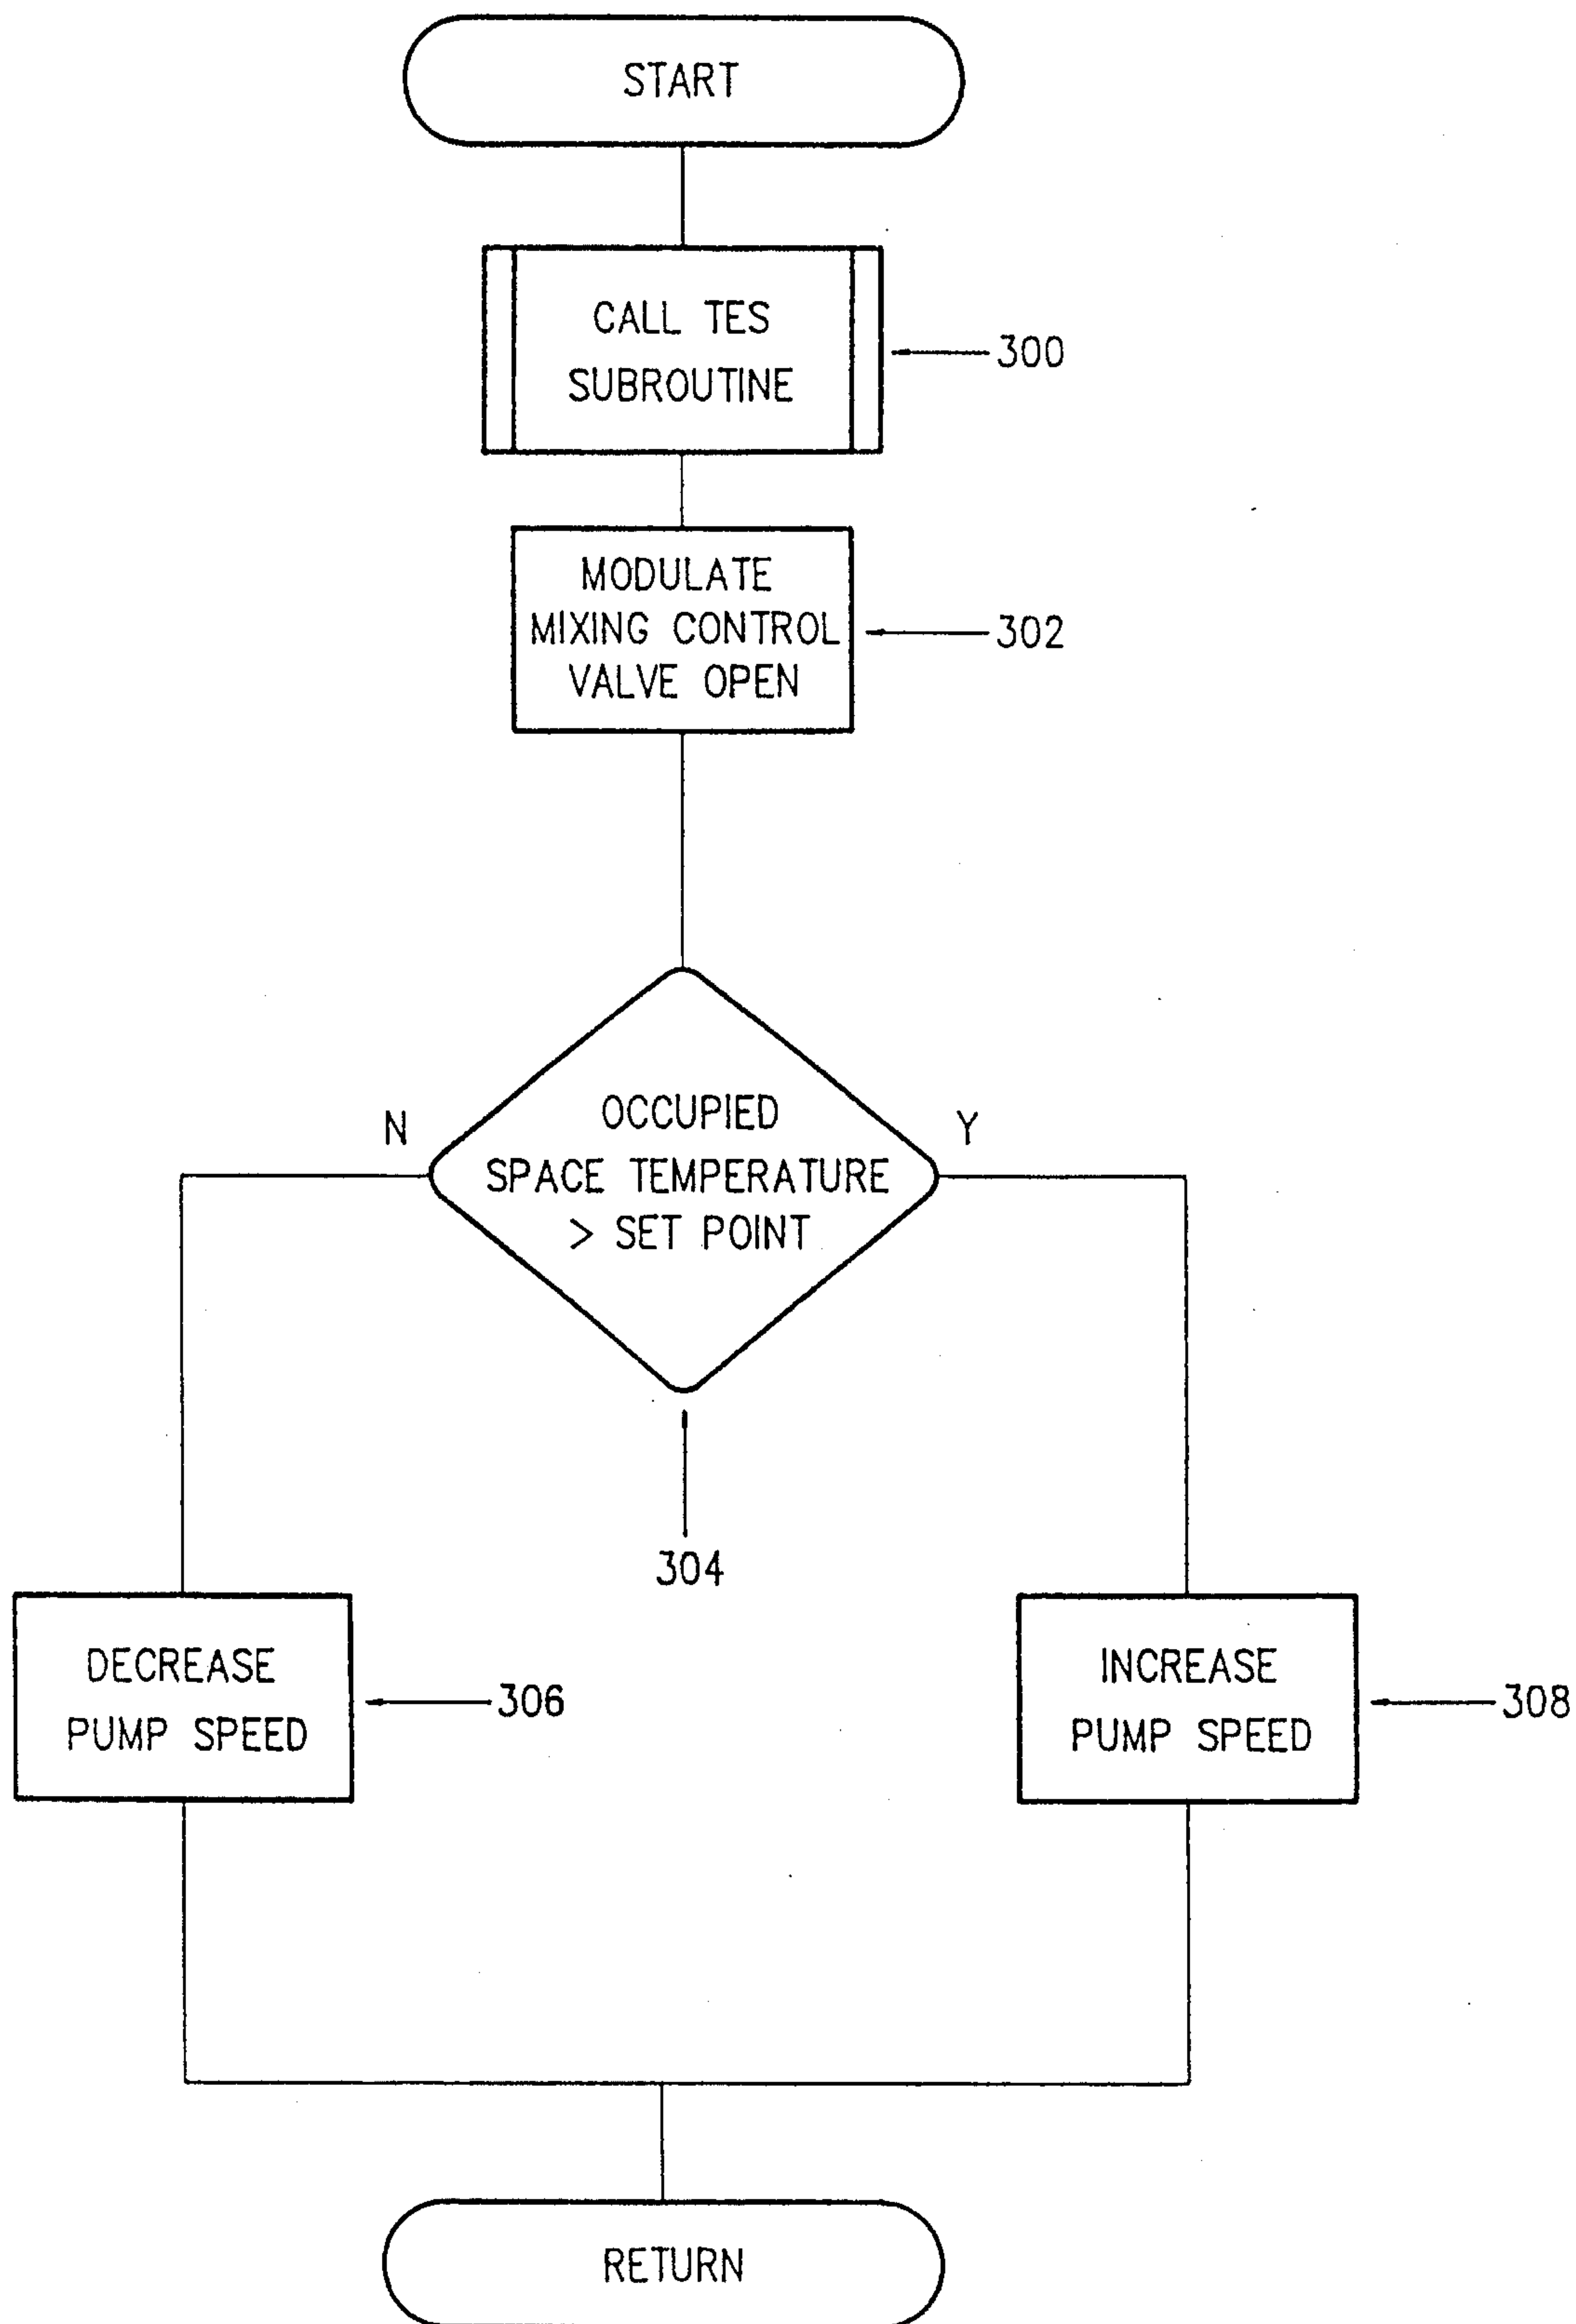 START
CALL TES
SUBROUTINE
300
MODULATE
MIXING CONTROL
VALVE OPEN
302
N
Y
OCCUPIED
SPACE TEMPERATURE
> SET POINT
304
DECREASE
PUMP SPEED
306
INCREASE
PUMP SPEED
308
RETURN